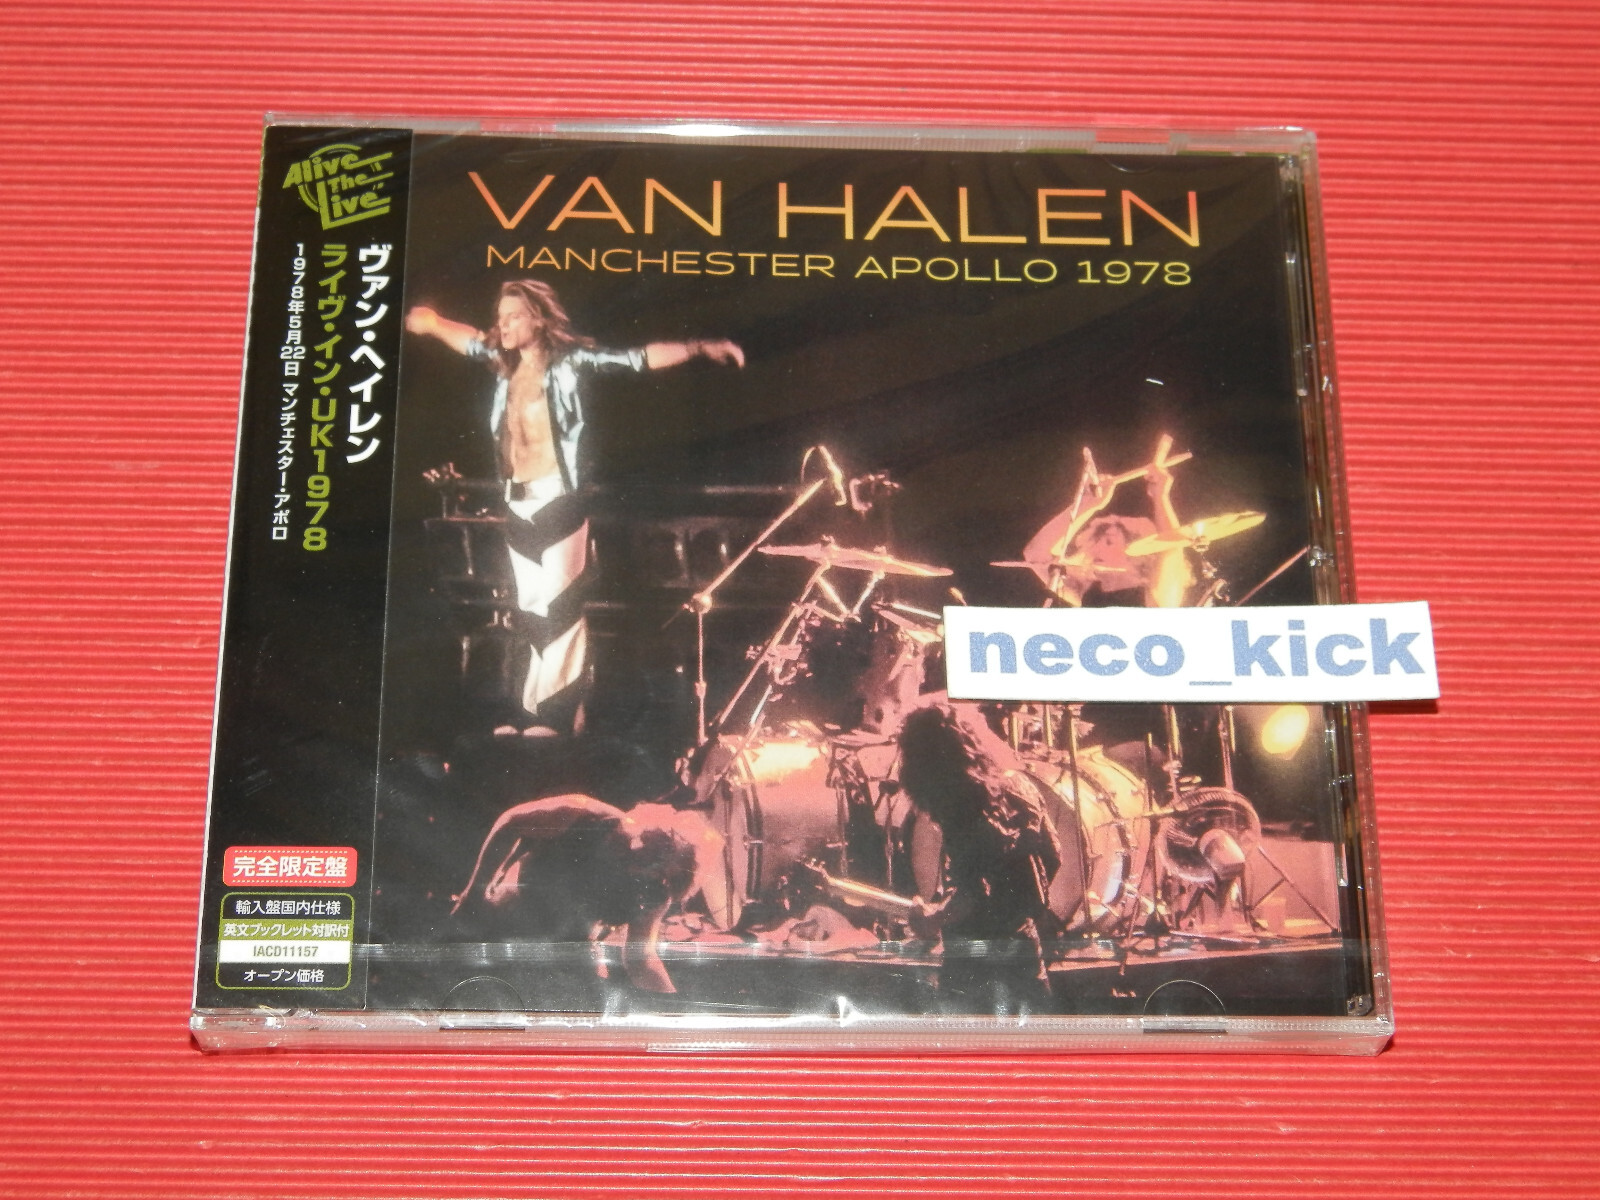 Alive
"The"
Live
ヴァン・ヘイレン
ライヴ・イン・UK1978
1978年5月22日 マンチェスター・アポロ
VAN HALEN
MANCHESTER APOLLO 1978
neco_kick
完全限定盤
輸入盤国内仕様
英文ブックレット対訳付
IACD11157
オープン価格